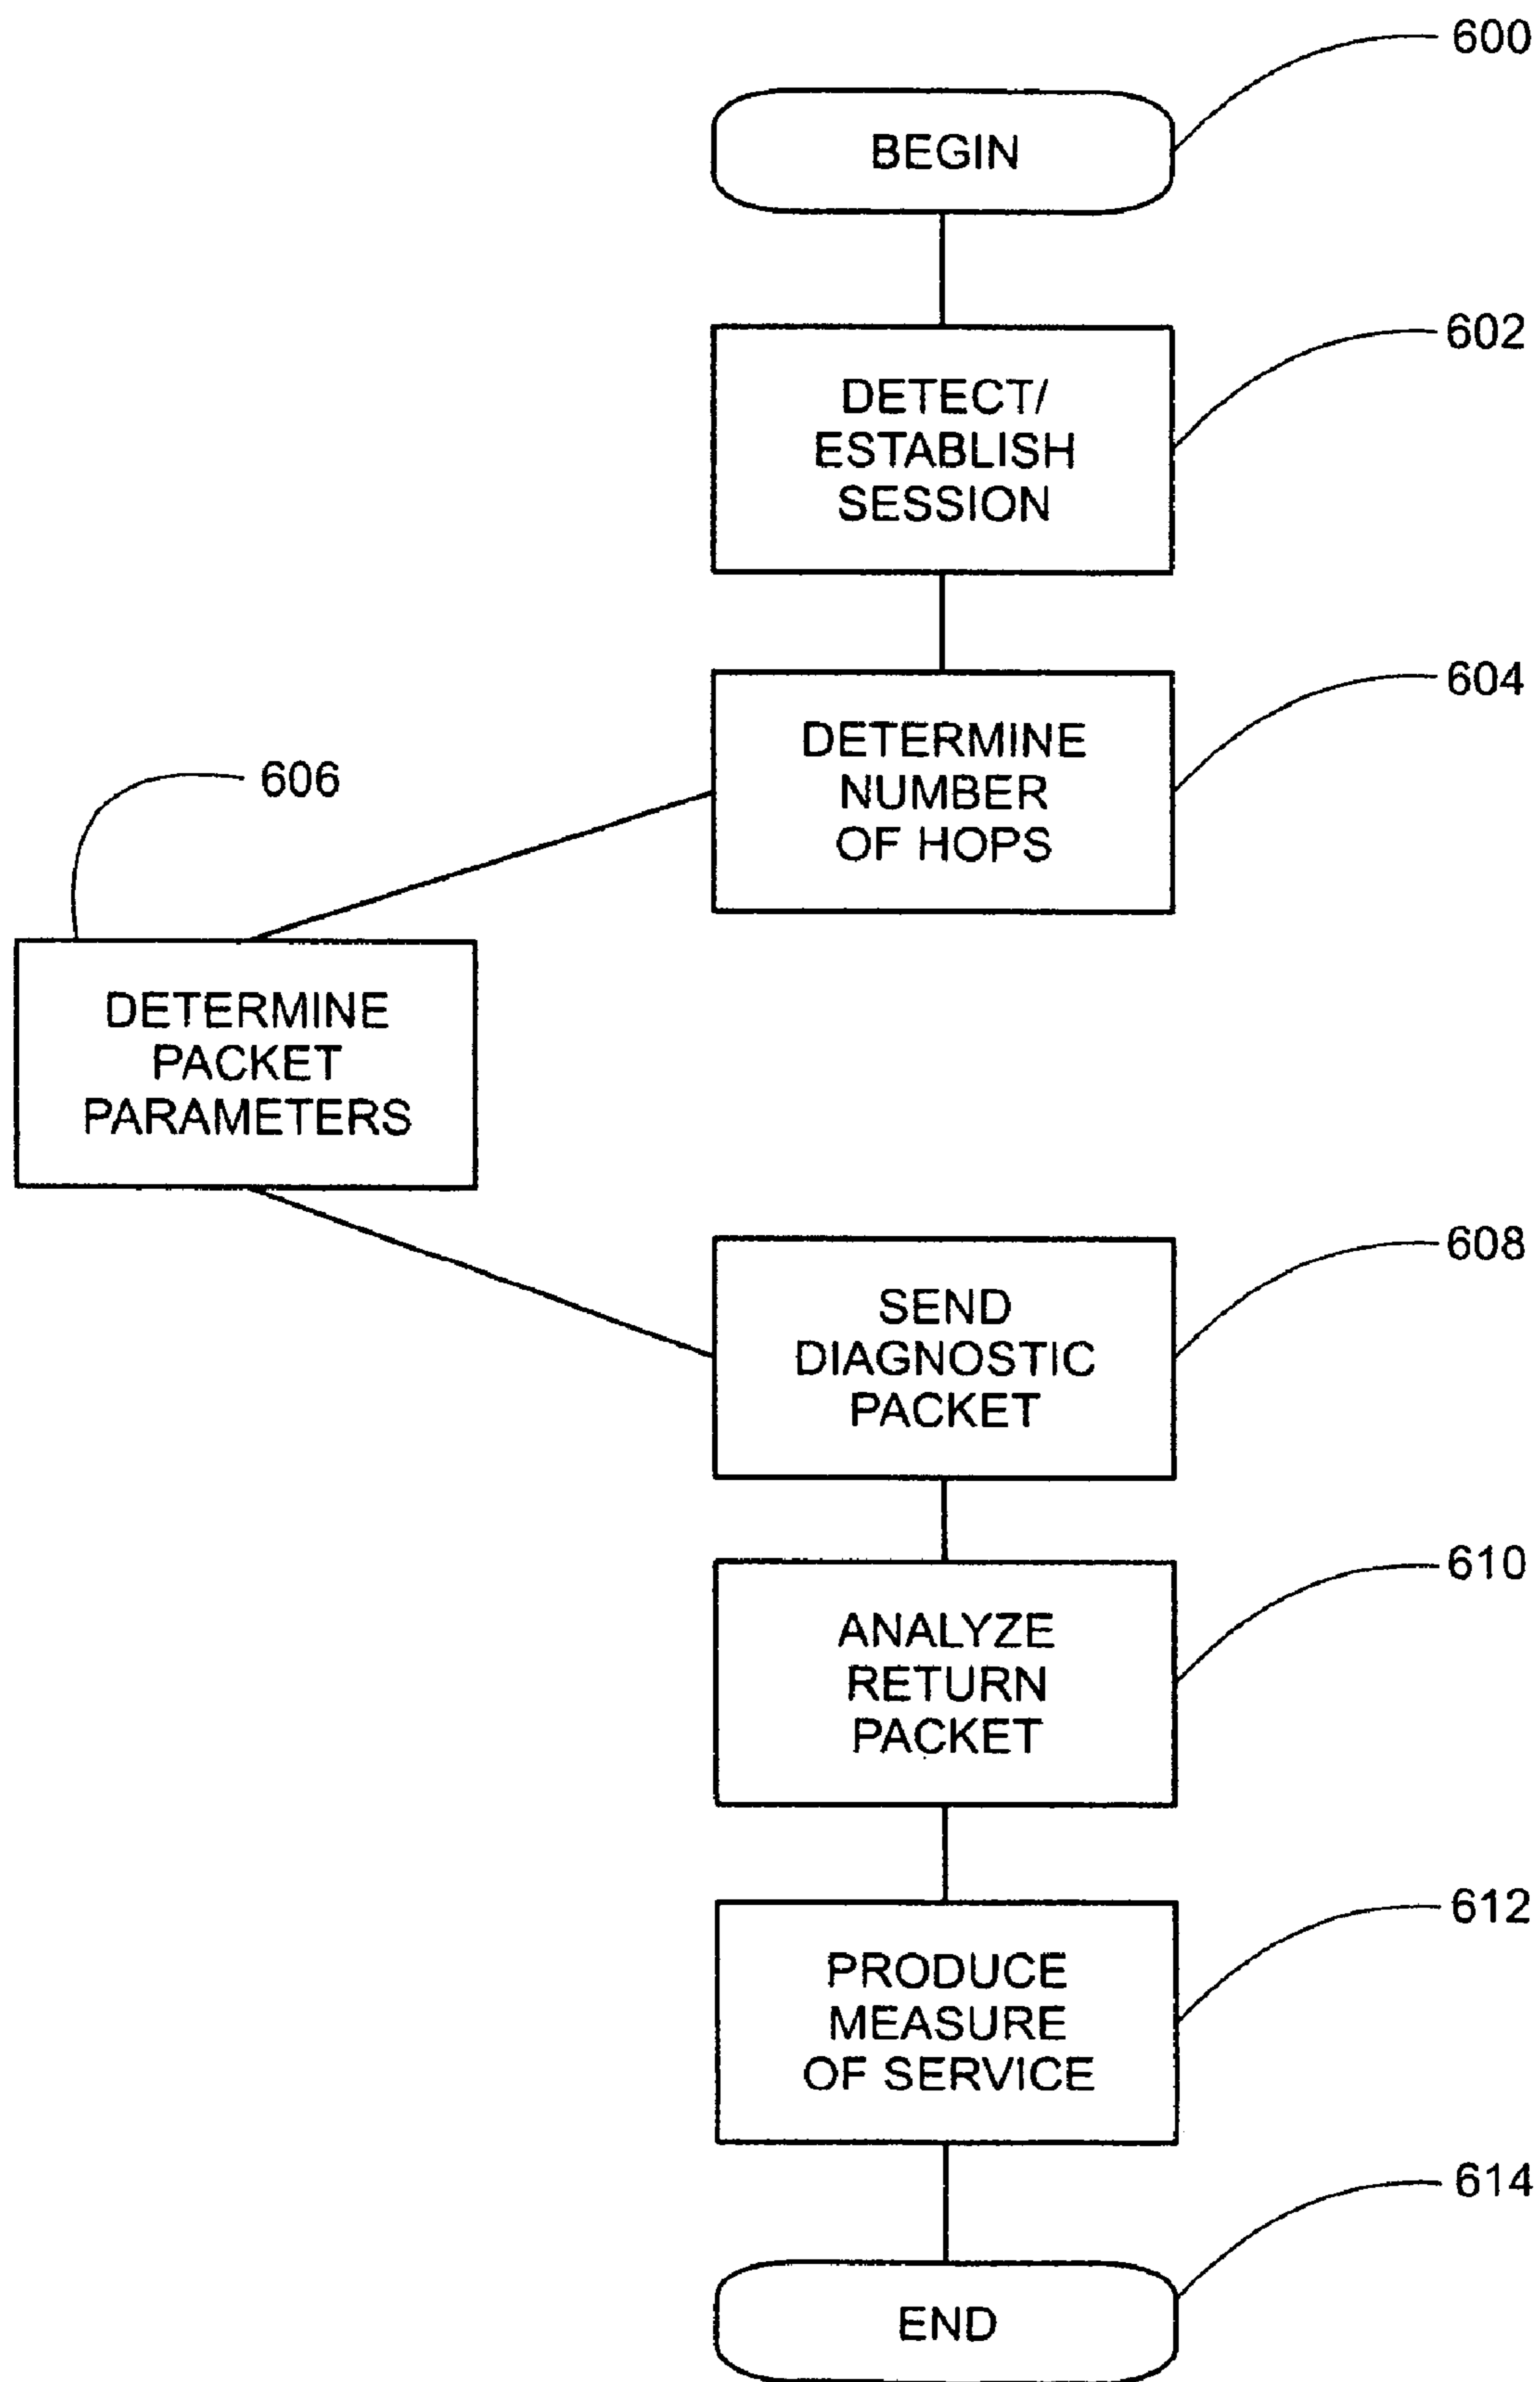 600
BEGIN
602
DETECT/
ESTABLISH
SESSION
604
DETERMINE
NUMBER
OF HOPS
606
DETERMINE
PACKET
PARAMETERS
608
SEND
DIAGNOSTIC
PACKET
610
ANALYZE
RETURN
PACKET
612
PRODUCE
MEASURE
OF SERVICE
614
END